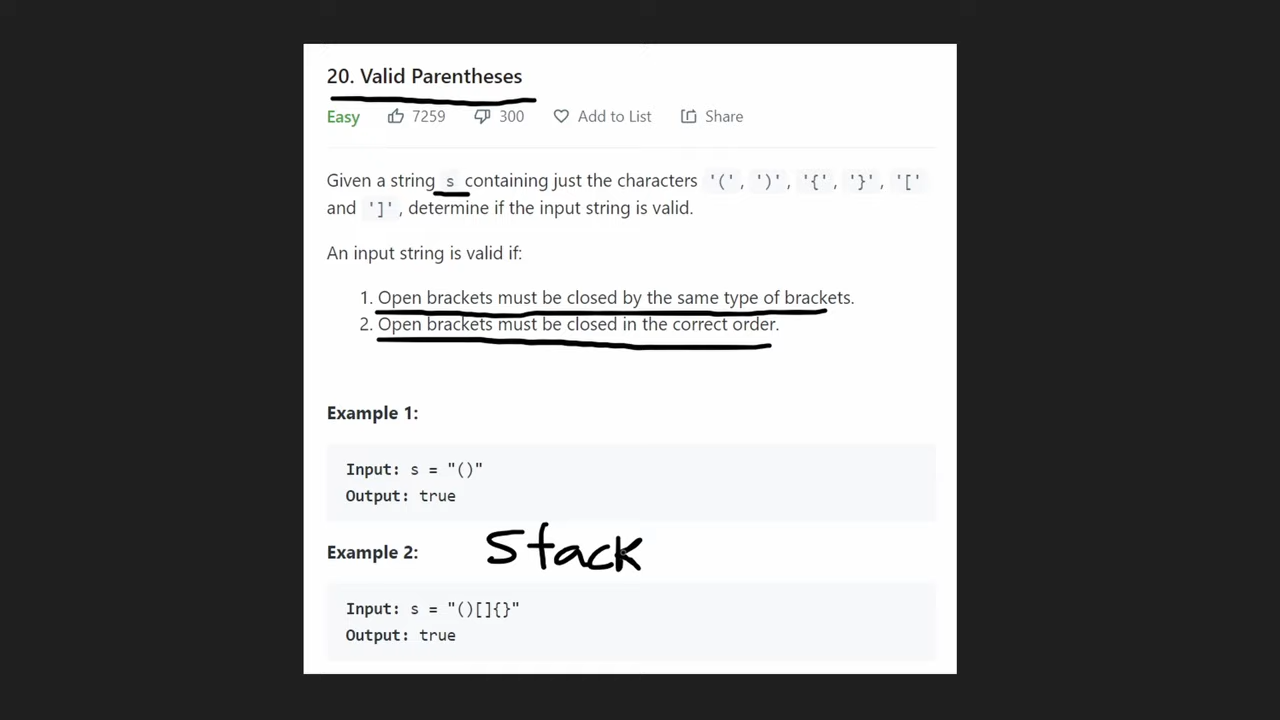 20. Valid Parentheses
Easy 7259 300 Add to List Share
Given a string s containing just the characters '(', ')', '{', '}', '['
and ']', determine if the input string is valid.
An input string is valid if:
1. Open brackets must be closed by the same type of brackets.
2. Open brackets must be closed in the correct order.
Example 1:
Input: s = "()"
Output: true
Example 2: Stack
Input: s = "()[]{}"
Output: true